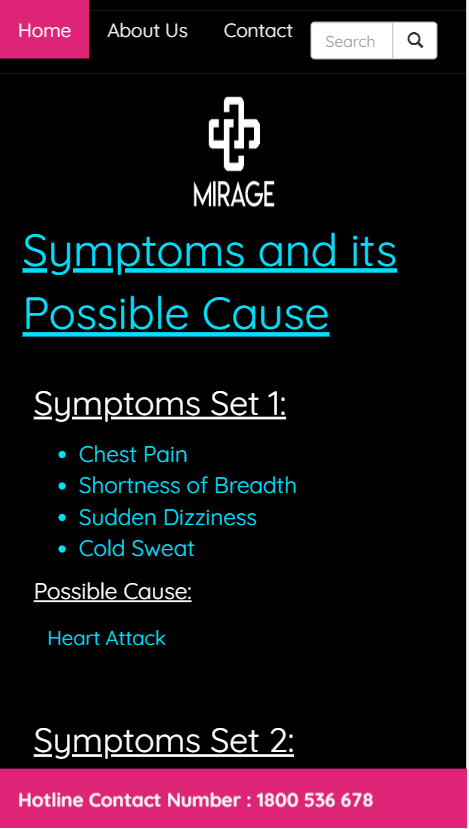 Home About Us Contact Search
MIRAGE
Symptoms and its
Possible Cause
Symptoms Set 1:
Chest Pain
Shortness of Breadth
Sudden Dizziness
Cold Sweat
Possible Cause:
Heart Attack
Symptoms Set 2:
Hotline Contact Number : 1800 536 678